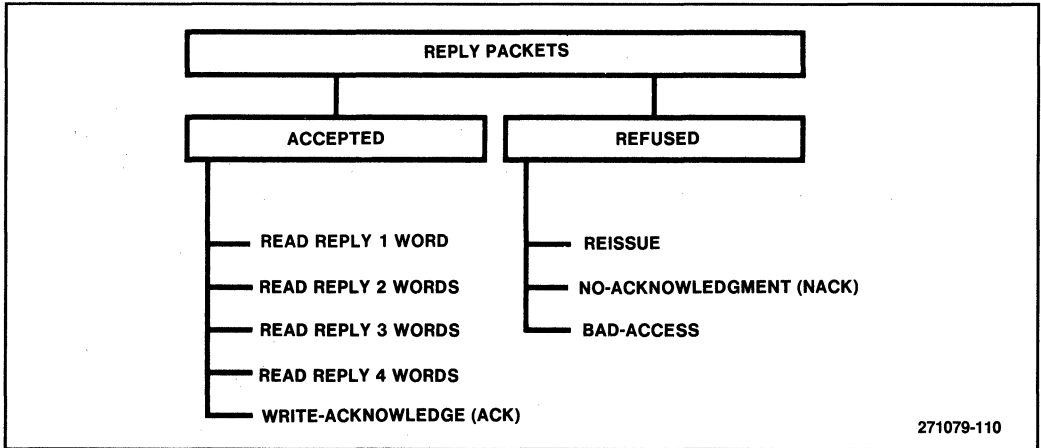 REPLY PACKETS
ACCEPTED
READ REPLY 1 WORD
READ REPLY 2 WORDS
READ REPLY 3 WORDS
READ REPLY 4 WORDS
WRITE-ACKNOWLEDGE (ACK)
REFUSED
REISSUE
NO-ACKNOWLEDGMENT (NACK)
BAD-ACCESS
271079-110